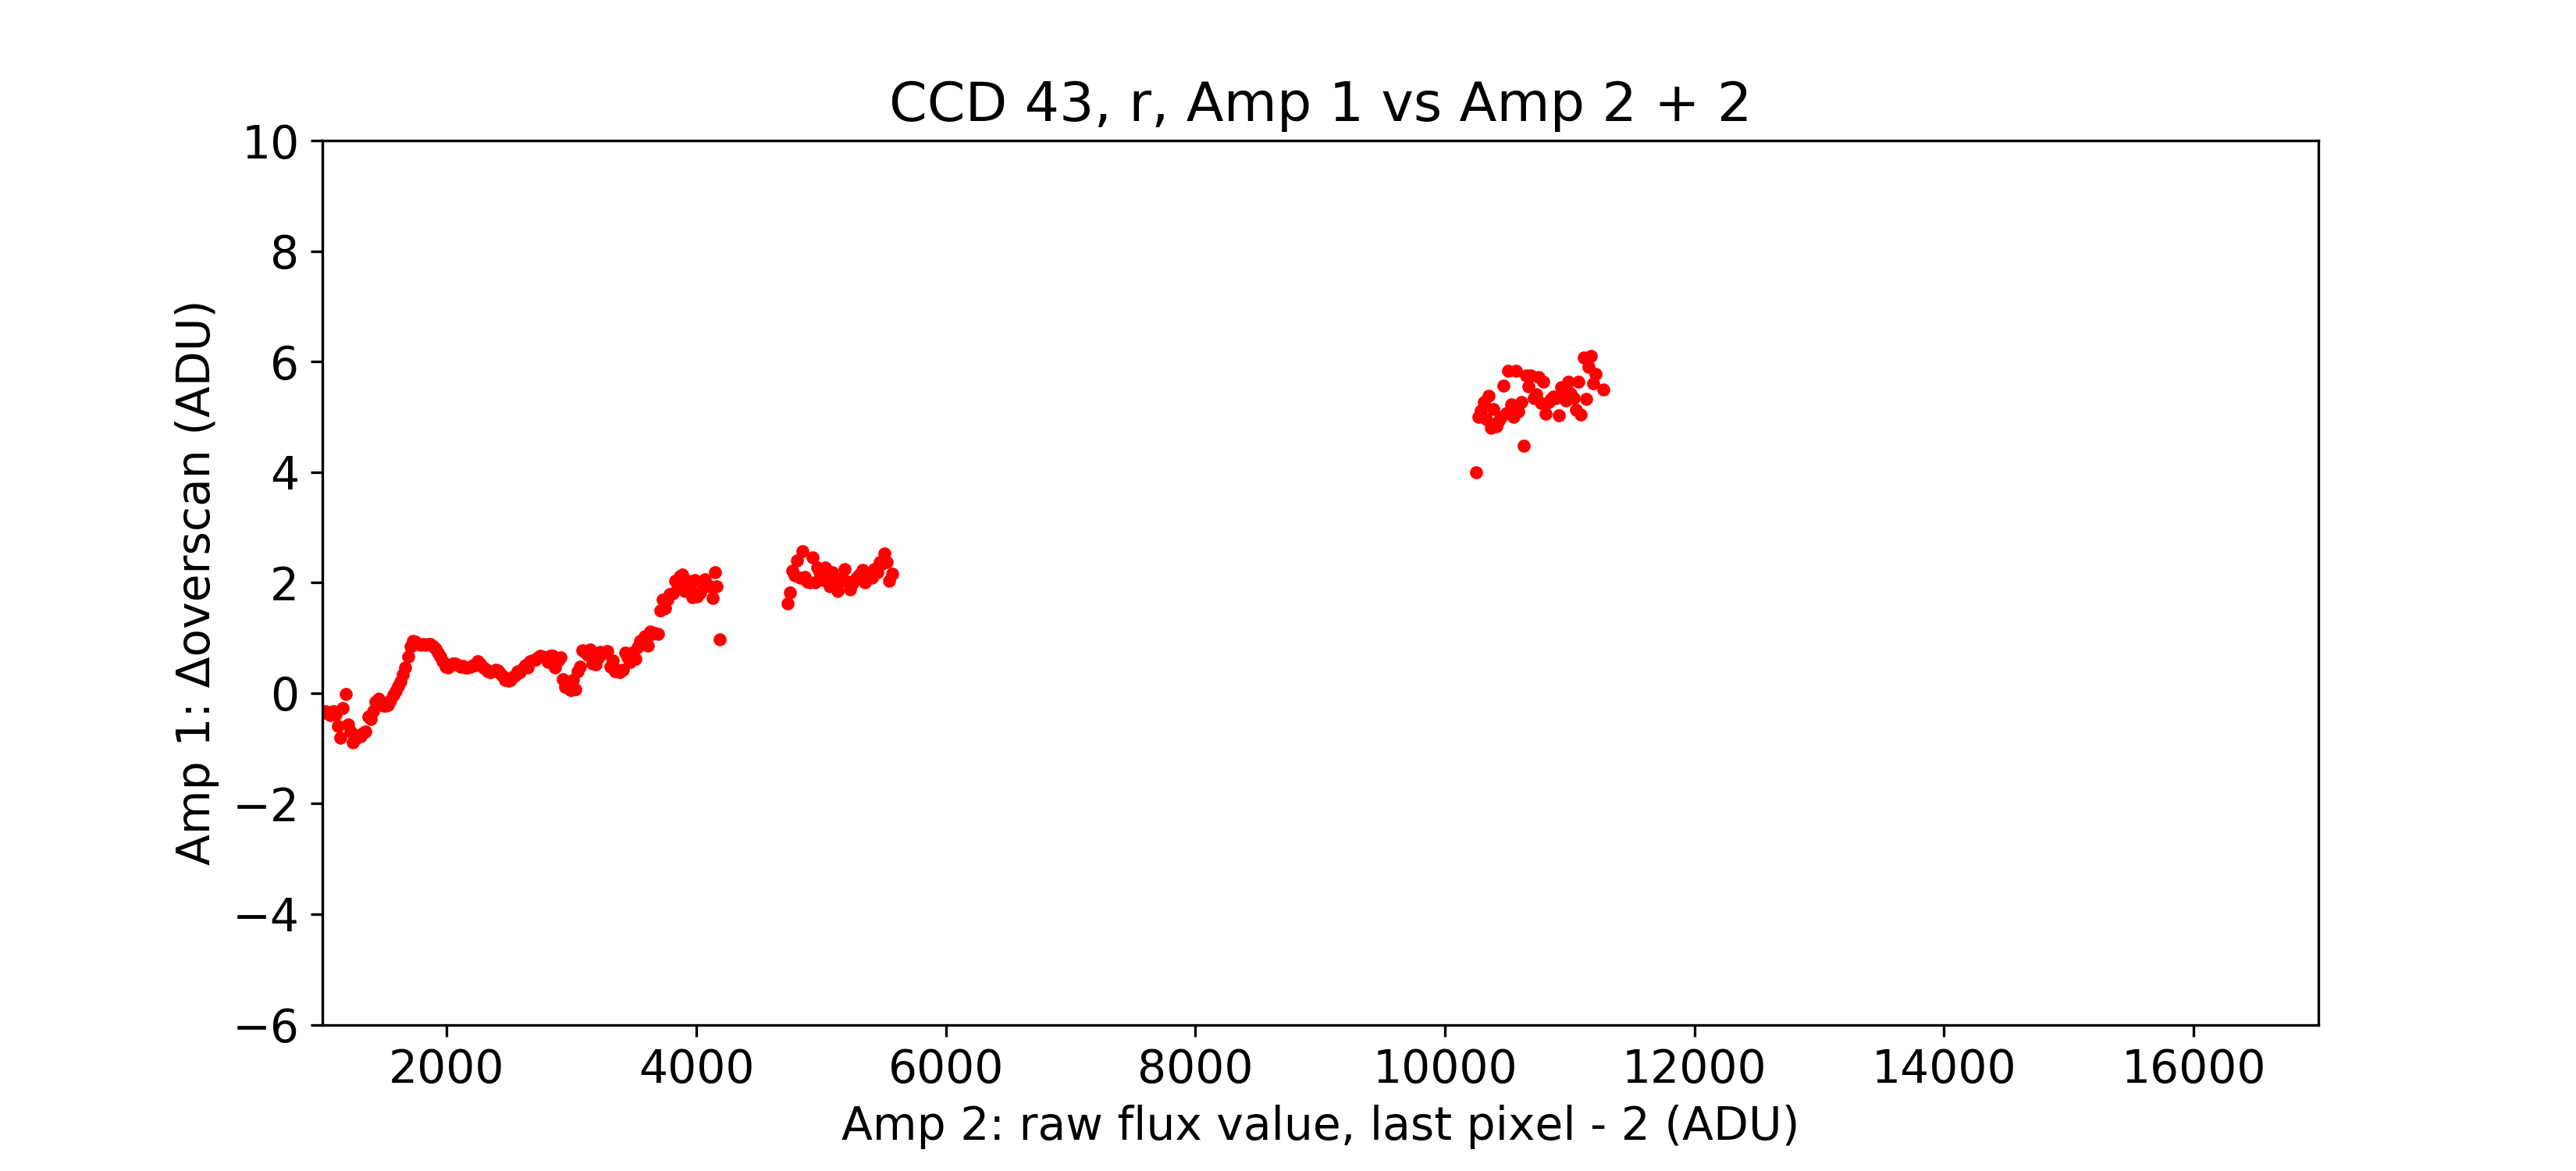 CCD 43, r, Amp 1 vs Amp 2 + 2
10
8
6
4
2
0
−2
−4
−6
Amp 1: Δoverscan (ADU)
2000 4000 6000 8000 10000 12000 14000 16000
Amp 2: raw flux value, last pixel - 2 (ADU)